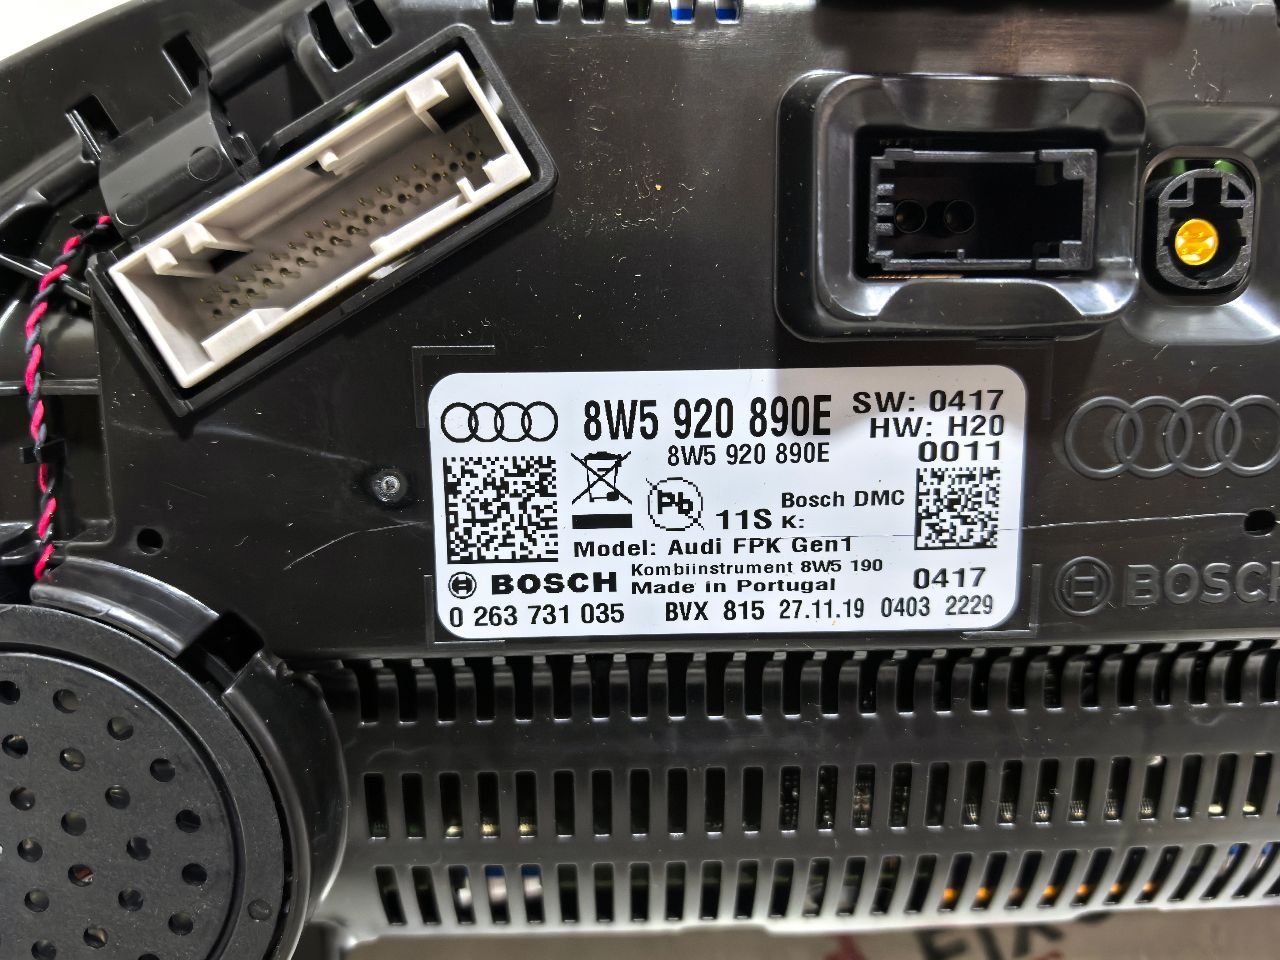 8W5 920 890E
SW: 0417
HW: H20
8W5 920 890E
0011
Pb
11S
Bosch DMC
K:
Model: Audi FPK Gen1
Kombiinstrument 8W5 190
BOSCH
Made in Portugal
0417
0 263 731 035 BVX 815 27.11.19 0403 2229
BOSCH